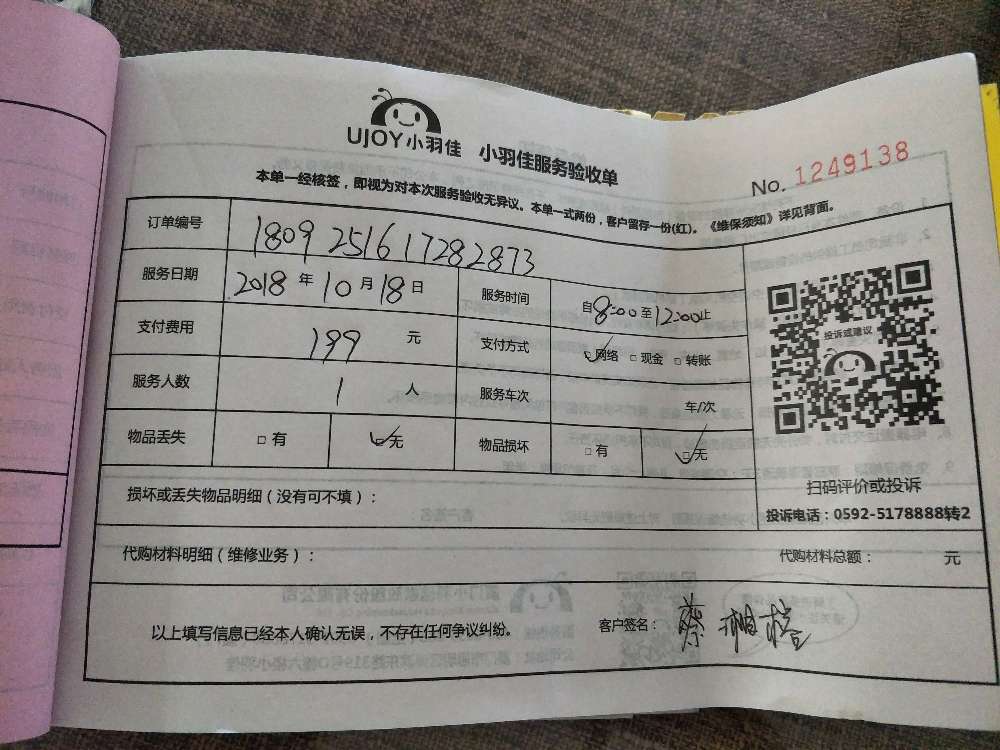 UJOY小羽佳 小羽佳服务验收单
No. 1249138
本单一经核签，即视为对本次服务验收无异议。本单一式两份，客户留存一份(红)。《维保须知》详见背面。
订单编号 1809251617282873
服务日期 2018 年 10 月 18 日 服务时间 自8:00至12:00止
支付费用 199 元 支付方式 网络 现金 转账
服务人数 1 人 服务车次 车/次
物品丢失 有 无 物品损坏 有 无
投诉或建议
扫码评价或投诉
投诉电话：0592-5178888转2
损坏或丢失物品明细（没有可不填）：
代购材料明细（维修业务）： 代购材料总额： 元
以上填写信息已经本人确认无误，不存在任何争议纠纷。 客户签名：蔡湘